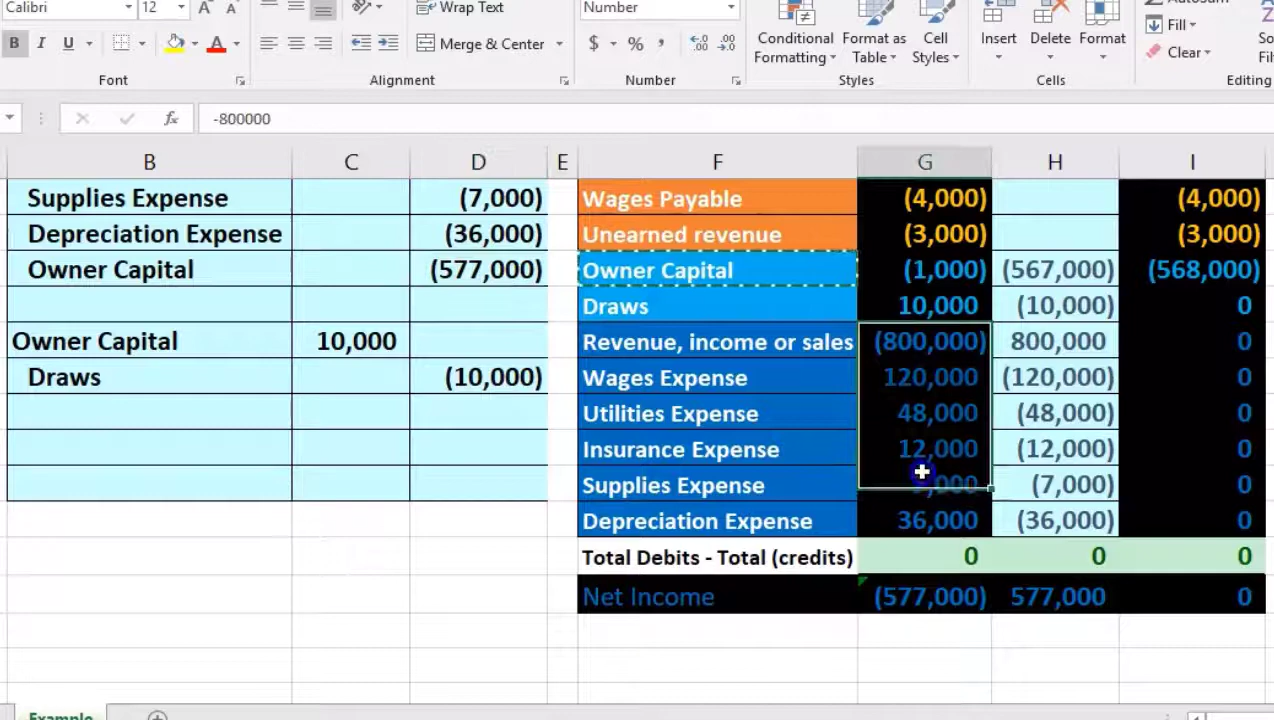 Calibri 12 A A Wrap Text Number AutoSum
B I U A Merge & Center $ % , Conditional Formatting Format as Table Cell Styles Insert Delete Format Fill Clear
Font Alignment Number Styles Cells Editing
fx -800000
B C D E F G H I
Supplies Expense (7,000) Wages Payable (4,000) (4,000)
Depreciation Expense (36,000) Unearned revenue (3,000) (3,000)
Owner Capital (577,000) Owner Capital (1,000) (567,000) (568,000)
Draws 10,000 (10,000) 0
Owner Capital 10,000 Revenue, income or sales (800,000) 800,000 0
Draws (10,000) Wages Expense 120,000 (120,000) 0
Utilities Expense 48,000 (48,000) 0
Insurance Expense 12,000 (12,000) 0
Supplies Expense 7,000 (7,000) 0
Depreciation Expense 36,000 (36,000) 0
Total Debits - Total (credits) 0 0 0
Net Income (577,000) 577,000 0
Example